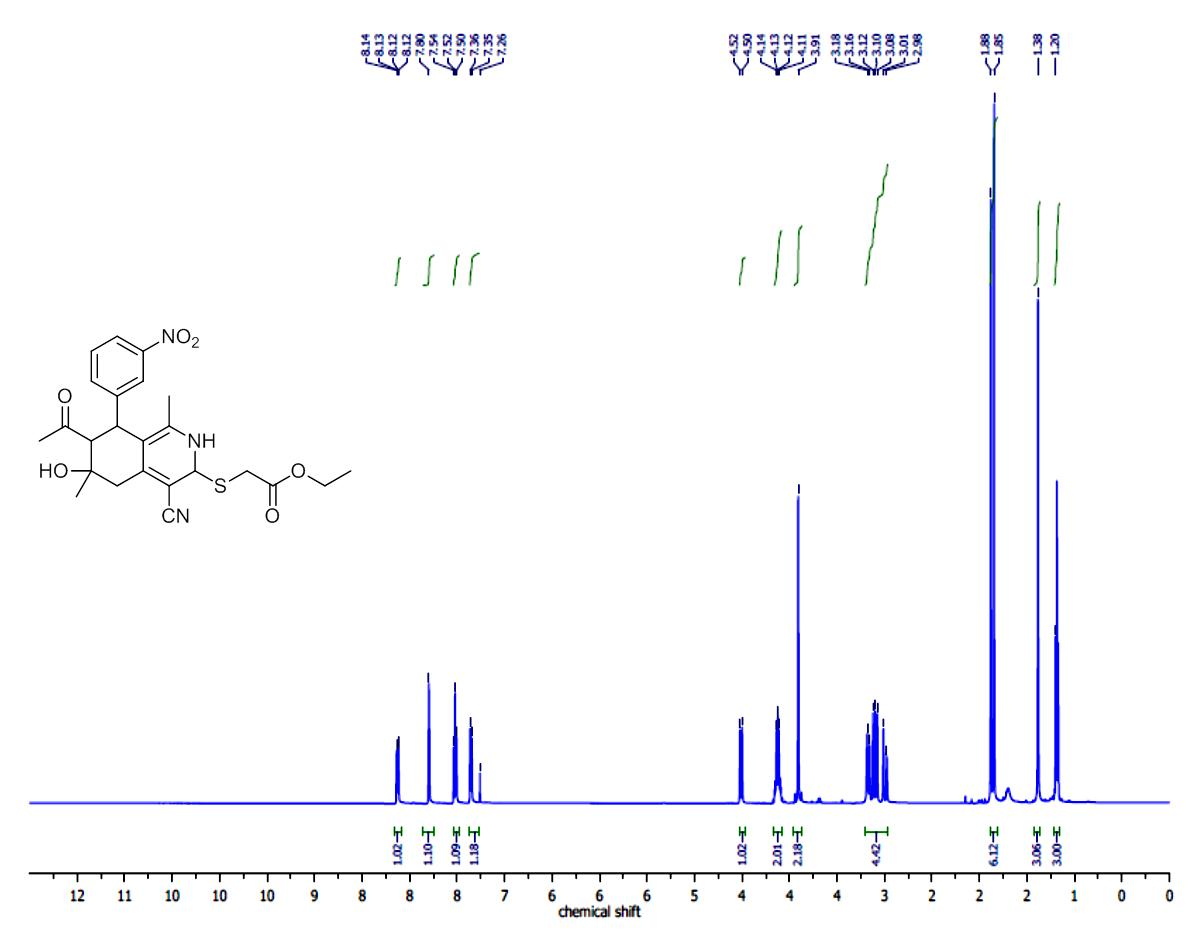 8.14 8.13 8.12 8.12 7.80 7.54 7.52 7.50 7.36 7.35 7.26 4.52 4.50 4.14 4.13 4.12 4.11 3.91 3.18 3.16 3.12 3.10 3.08 3.01 2.98 1.88 1.85 1.38 1.20
NO2
O
NH
HO
O
S
CN
O
1.02 1.10 1.09 1.18 1.02 2.01 2.18 4.42 6.12 3.06 3.00
12 11 10 10 9 9 8 8 8 7 7 6 6 6 5 4 4 4 3 2 2 2 1 0 0
chemical shift